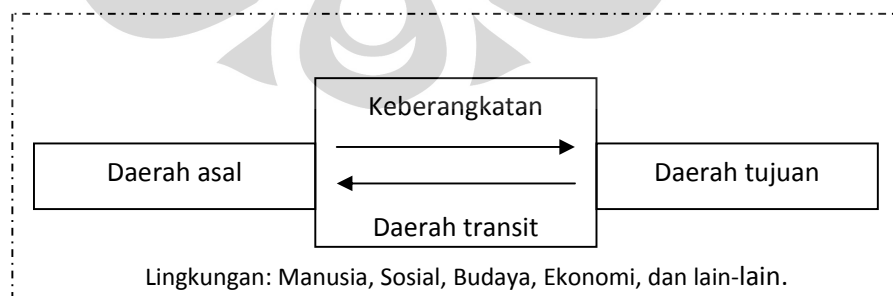 Keberangkatan
Daerah asal
Daerah tujuan
Daerah transit
Lingkungan: Manusia, Sosial, Budaya, Ekonomi, dan lain-lain.